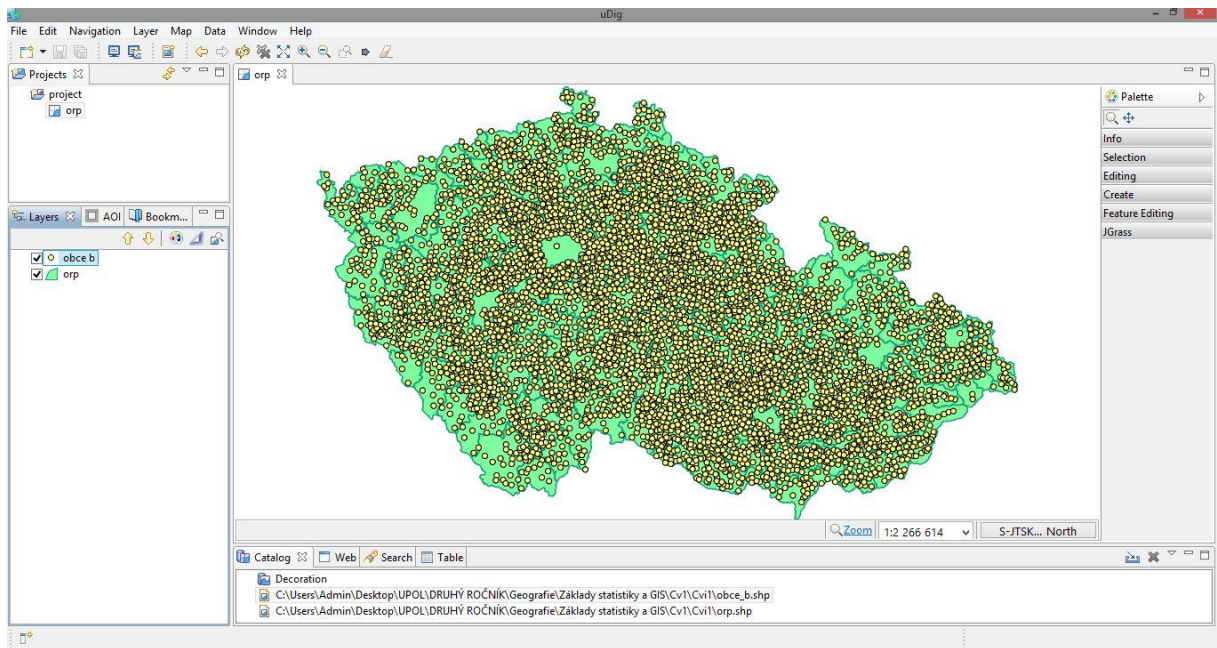 uDig
File Edit Navigation Layer Map Data Window Help
Projects
project
orp
Layers AOI Bookm...
obce b
orp
orp
Palette
Info
Selection
Editing
Create
Feature Editing
JGrass
Zoom 1:2 266 614 S-JTSK... North
Catalog Web Search Table
Decoration
C:\Users\Admin\Desktop\UPOL\DRUHÝ ROČNÍK\Geografie\Základy statistiky a GIS\Cv1\Cvi1\obce_b.shp
C:\Users\Admin\Desktop\UPOL\DRUHÝ ROČNÍK\Geografie\Základy statistiky a GIS\Cv1\Cvi1\orp.shp